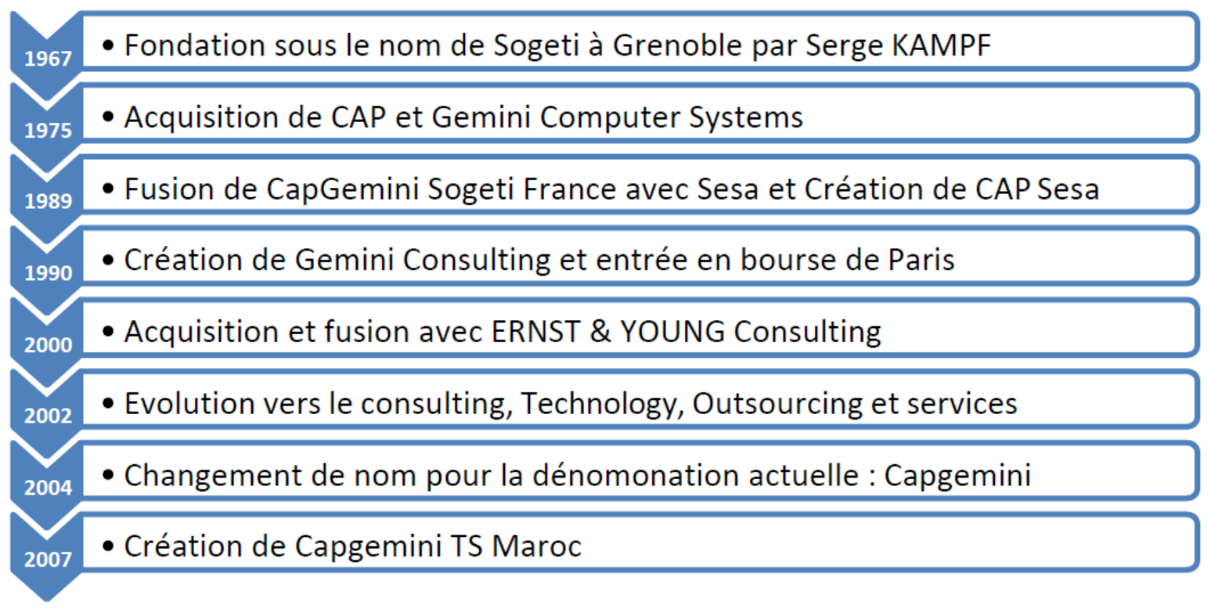 1967 • Fondation sous le nom de Sogeti à Grenoble par Serge KAMPF
1975 • Acquisition de CAP et Gemini Computer Systems
1989 • Fusion de CapGemini Sogeti France avec Sesa et Création de CAP Sesa
1990 • Création de Gemini Consulting et entrée en bourse de Paris
2000 • Acquisition et fusion avec ERNST & YOUNG Consulting
2002 • Evolution vers le consulting, Technology, Outsourcing et services
2004 • Changement de nom pour la dénomonation actuelle : Capgemini
2007 • Création de Capgemini TS Maroc